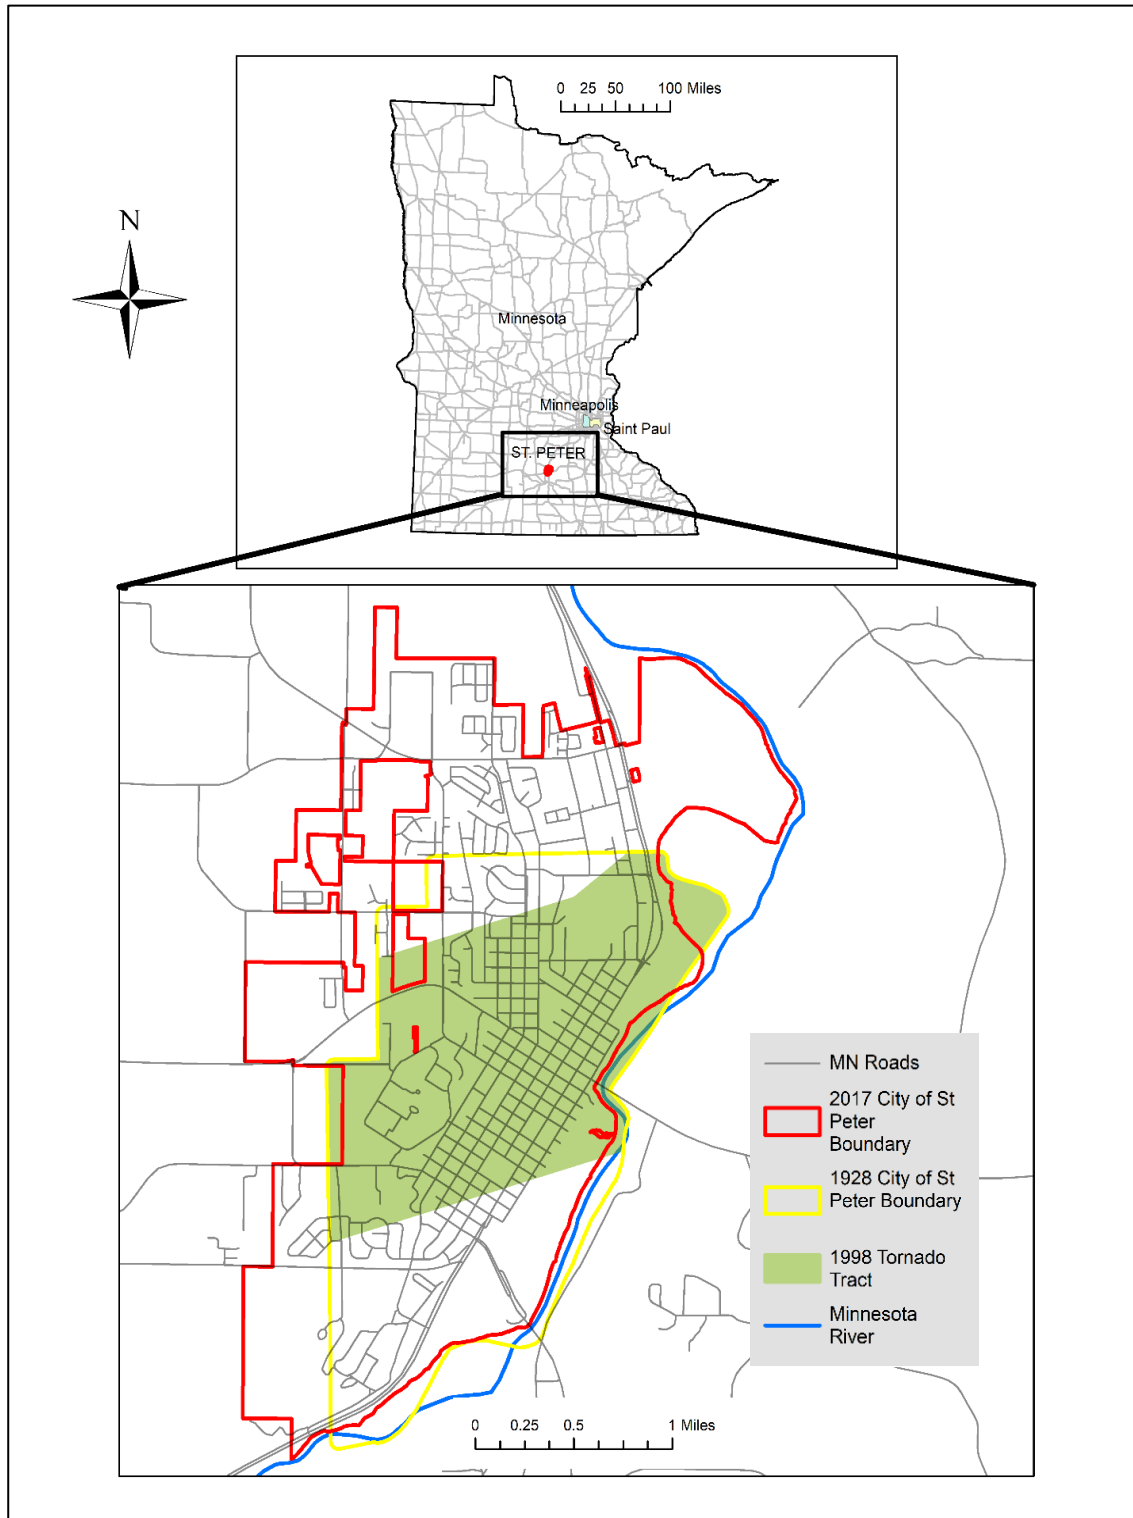 0 25 50 100 Miles
N
Minnesota
Minneapolis
Saint Paul
ST. PETER
MN Roads
2017 City of St
Peter
Boundary
1928 City of St
Peter Boundary
1998 Tornado
Tract
Minnesota
River
0 0.25 0.5 1 Miles